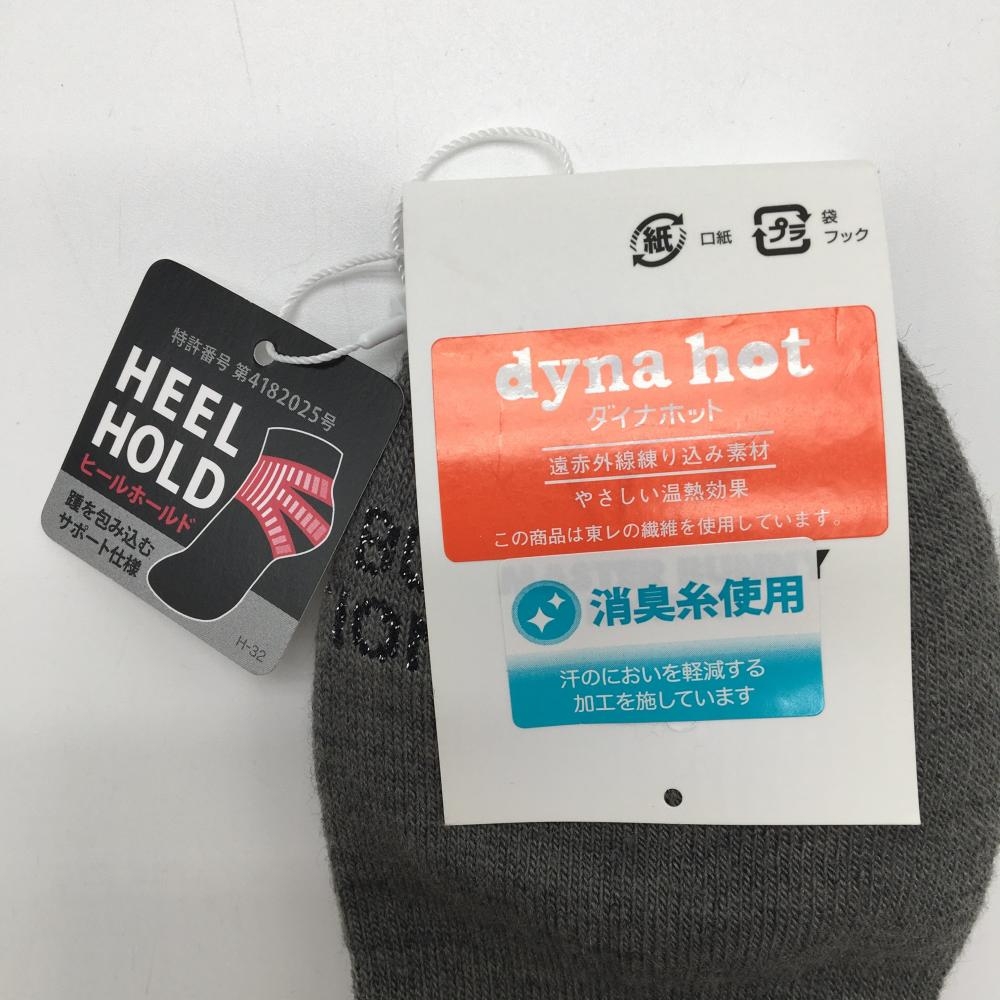 特許番号 第4182025号
HEEL
HOLD
ヒールホールド
踵を包み込む
サポート仕様
H-32
紙
口紙
プラ
袋
フック
dyna hot
ダイナホット
遠赤外線練り込み素材
やさしい温熱効果
この商品は東レの繊維を使用しています。
消臭糸使用
汗のにおいを軽減する
加工を施しています